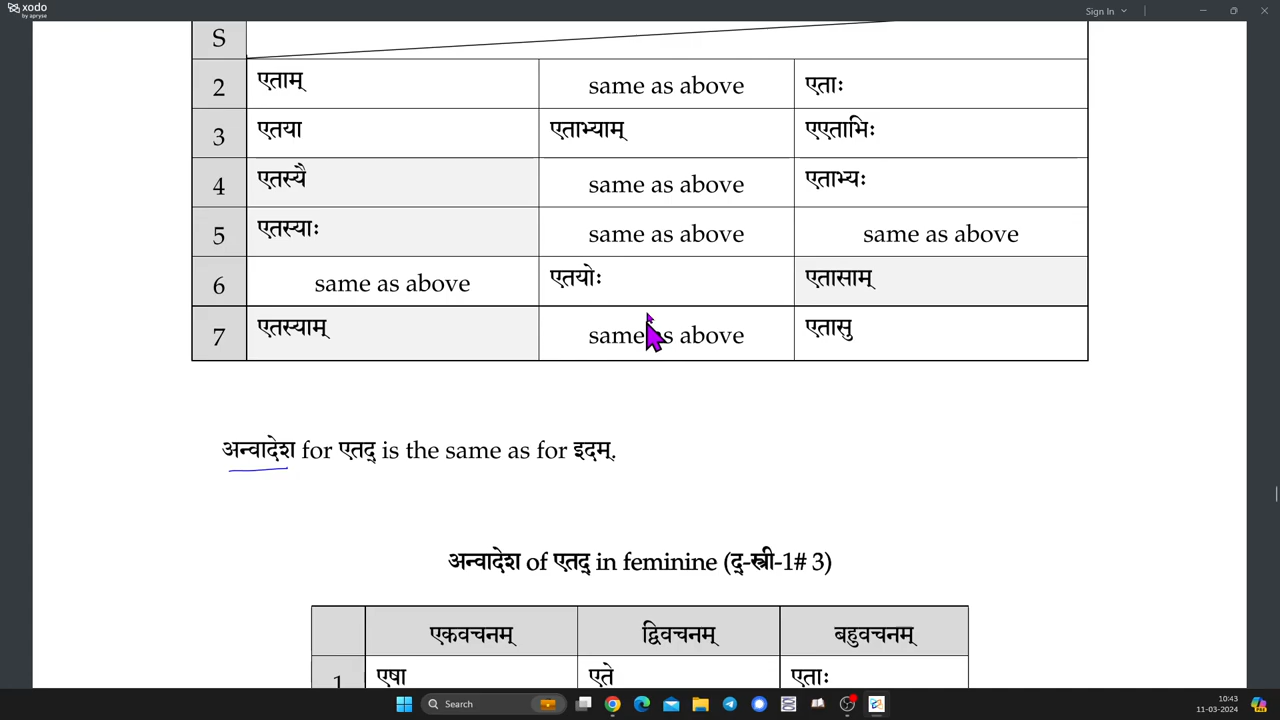 xodo
by apryse
Sign In
S
2 एताम् same as above एताः
3 एतया एताभ्याम् एएताभिः
4 एतस्यै same as above एताभ्यः
5 एतस्याः same as above same as above
6 same as above एतयोः एतासाम्
7 एतस्याम् same as above एतासु
अन्वादेश for एतद् is the same as for इदम्.
अन्वादेश of एतद् in feminine (द्-स्त्री-1# 3)
एकवचनम् द्विवचनम् बहुवचनम्
1 एषा एते एताः
Search
10:43
11-03-2024